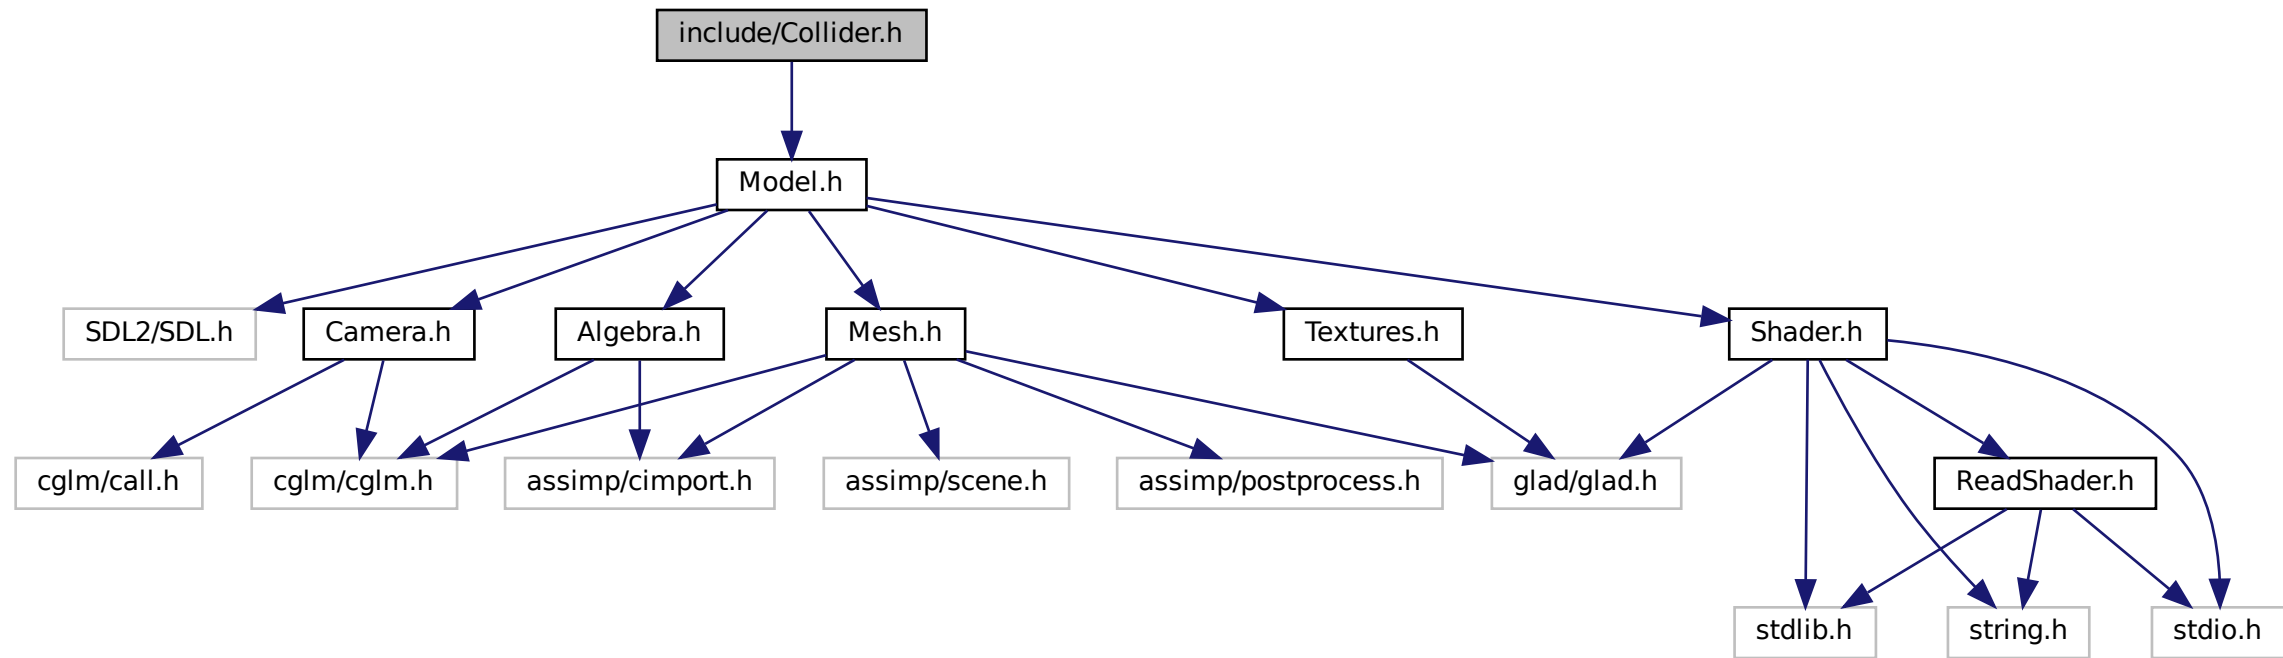 include/Collider.h
Model.h
SDL2/SDL.h
Camera.h
Algebra.h
Mesh.h
Textures.h
Shader.h
cglm/call.h
cglm/cglm.h
assimp/cimport.h
assimp/scene.h
assimp/postprocess.h
glad/glad.h
ReadShader.h
stdlib.h
string.h
stdio.h